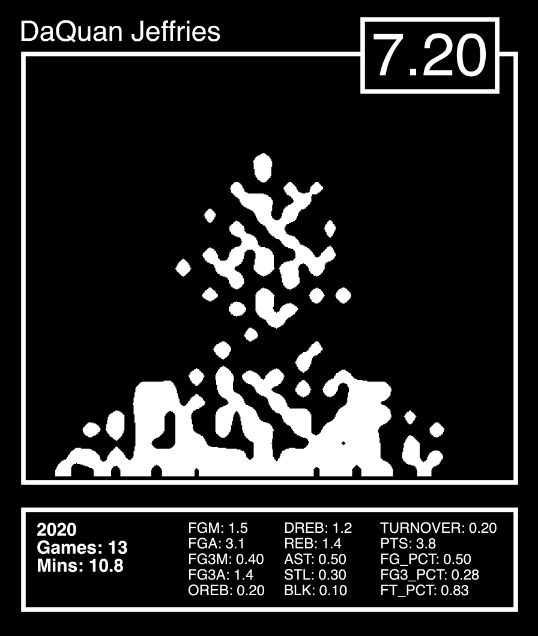 DaQuan Jeffries
7.20
2020
Games: 13
Mins: 10.8
FGM: 1.5
FGA: 3.1
FG3M: 0.40
FG3A: 1.4
OREB: 0.20
DREB: 1.2
REB: 1.4
AST: 0.50
STL: 0.30
BLK: 0.10
TURNOVER: 0.20
PTS: 3.8
FG_PCT: 0.50
FG3_PCT: 0.28
FT_PCT: 0.83